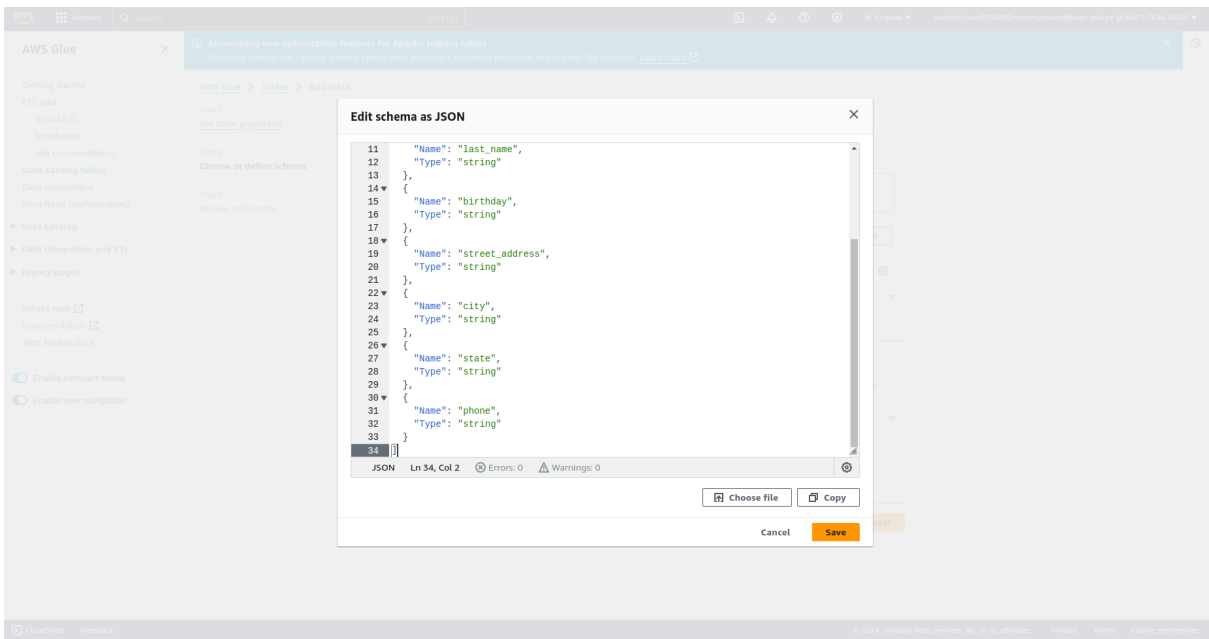 aws
Services
Search
[Alt+S]
N. Virginia
AWS Glue
Announcing new optimization features for Apache Iceberg tables
Optimize storage for Apache Iceberg tables with automatic snapshot retention and orphan file deletion. Learn more
Getting started
ETL jobs
Visual ETL
Notebooks
Job run monitoring
Data Catalog tables
Data connections
Workflows (orchestration)
Data Catalog
Data Integration and ETL
Legacy pages
What's New
Documentation
AWS Marketplace
Enable compact mode
Enable new navigation
AWS Glue > Tables > Add table
Step 1
Set table properties
Step 2
Choose or define schema
Step 3
Review and create
Edit schema as JSON
11 "Name": "last_name",
12 "Type": "string"
13 },
14 {
15 "Name": "birthday",
16 "Type": "string"
17 },
18 {
19 "Name": "street_address",
20 "Type": "string"
21 },
22 {
23 "Name": "city",
24 "Type": "string"
25 },
26 {
27 "Name": "state",
28 "Type": "string"
29 },
30 {
31 "Name": "phone",
32 "Type": "string"
33 }
34 ]
JSON Ln 34, Col 2 Errors: 0 Warnings: 0
Choose file Copy
Cancel Save
Next
CloudShell Feedback
© 2024, Amazon Web Services, Inc. or its affiliates. Privacy Terms Cookie preferences